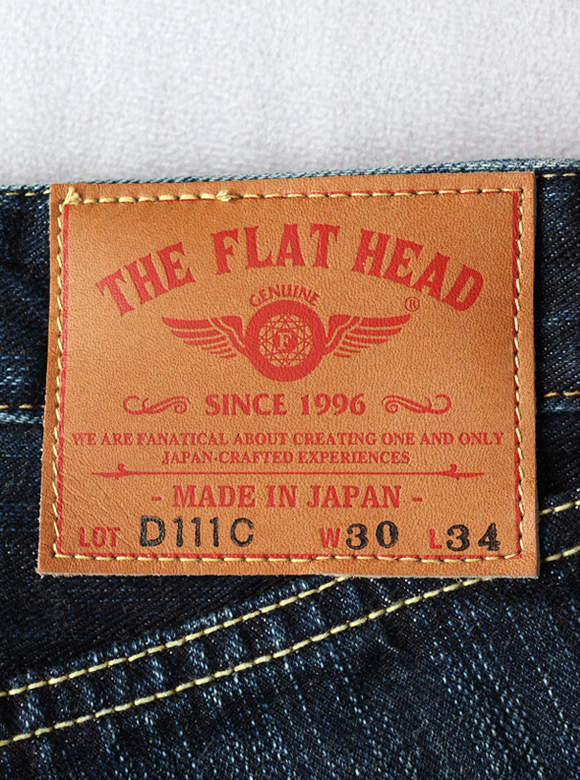 THE FLAT HEAD
GENUINE
®
F
SINCE 1996
WE ARE FANATICAL ABOUT CREATING ONE AND ONLY
JAPAN-CRAFTED EXPERIENCES
- MADE IN JAPAN -
LOT D111C W30 L34